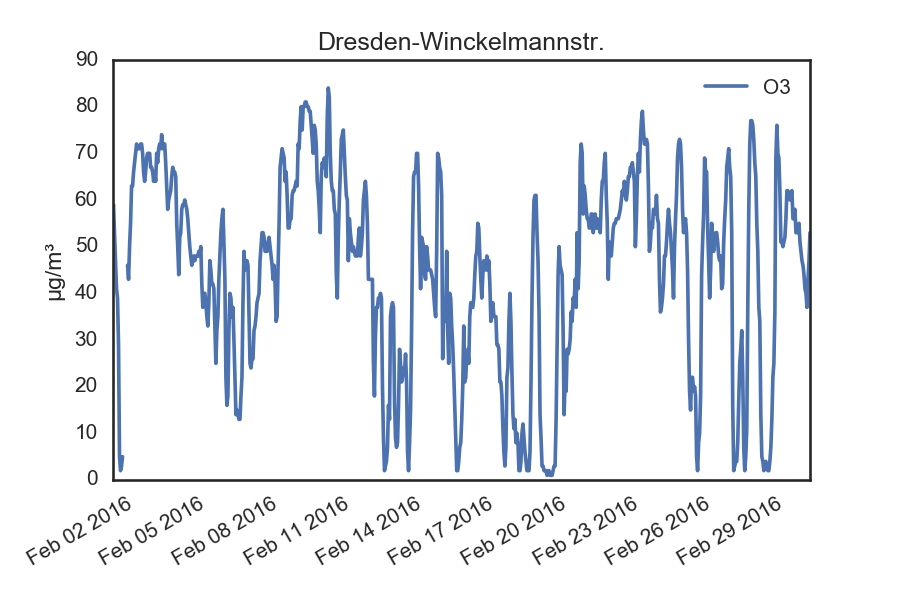 Dresden-Winckelmannstr.
90
80
70
60
50
40
30
20
10
0
µg/m³
O3
Feb 02 2016
Feb 05 2016
Feb 08 2016
Feb 11 2016
Feb 14 2016
Feb 17 2016
Feb 20 2016
Feb 23 2016
Feb 26 2016
Feb 29 2016